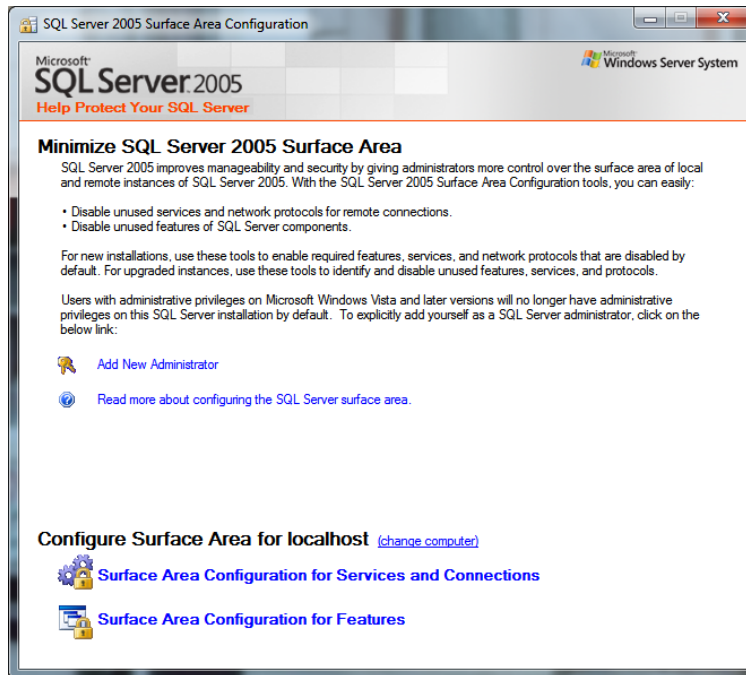 SQL Server 2005 Surface Area Configuration
Microsoft
SQL Server 2005
Help Protect Your SQL Server
Microsoft
Windows Server System
Minimize SQL Server 2005 Surface Area
SQL Server 2005 improves manageability and security by giving administrators more control over the surface area of local
and remote instances of SQL Server 2005. With the SQL Server 2005 Surface Area Configuration tools, you can easily:
• Disable unused services and network protocols for remote connections.
• Disable unused features of SQL Server components.
For new installations, use these tools to enable required features, services, and network protocols that are disabled by
default. For upgraded instances, use these tools to identify and disable unused features, services, and protocols.
Users with administrative privileges on Microsoft Windows Vista and later versions will no longer have administrative
privileges on this SQL Server installation by default. To explicitly add yourself as a SQL Server administrator, click on the
below link:
Add New Administrator
Read more about configuring the SQL Server surface area.
Configure Surface Area for localhost (change computer)
Surface Area Configuration for Services and Connections
Surface Area Configuration for Features